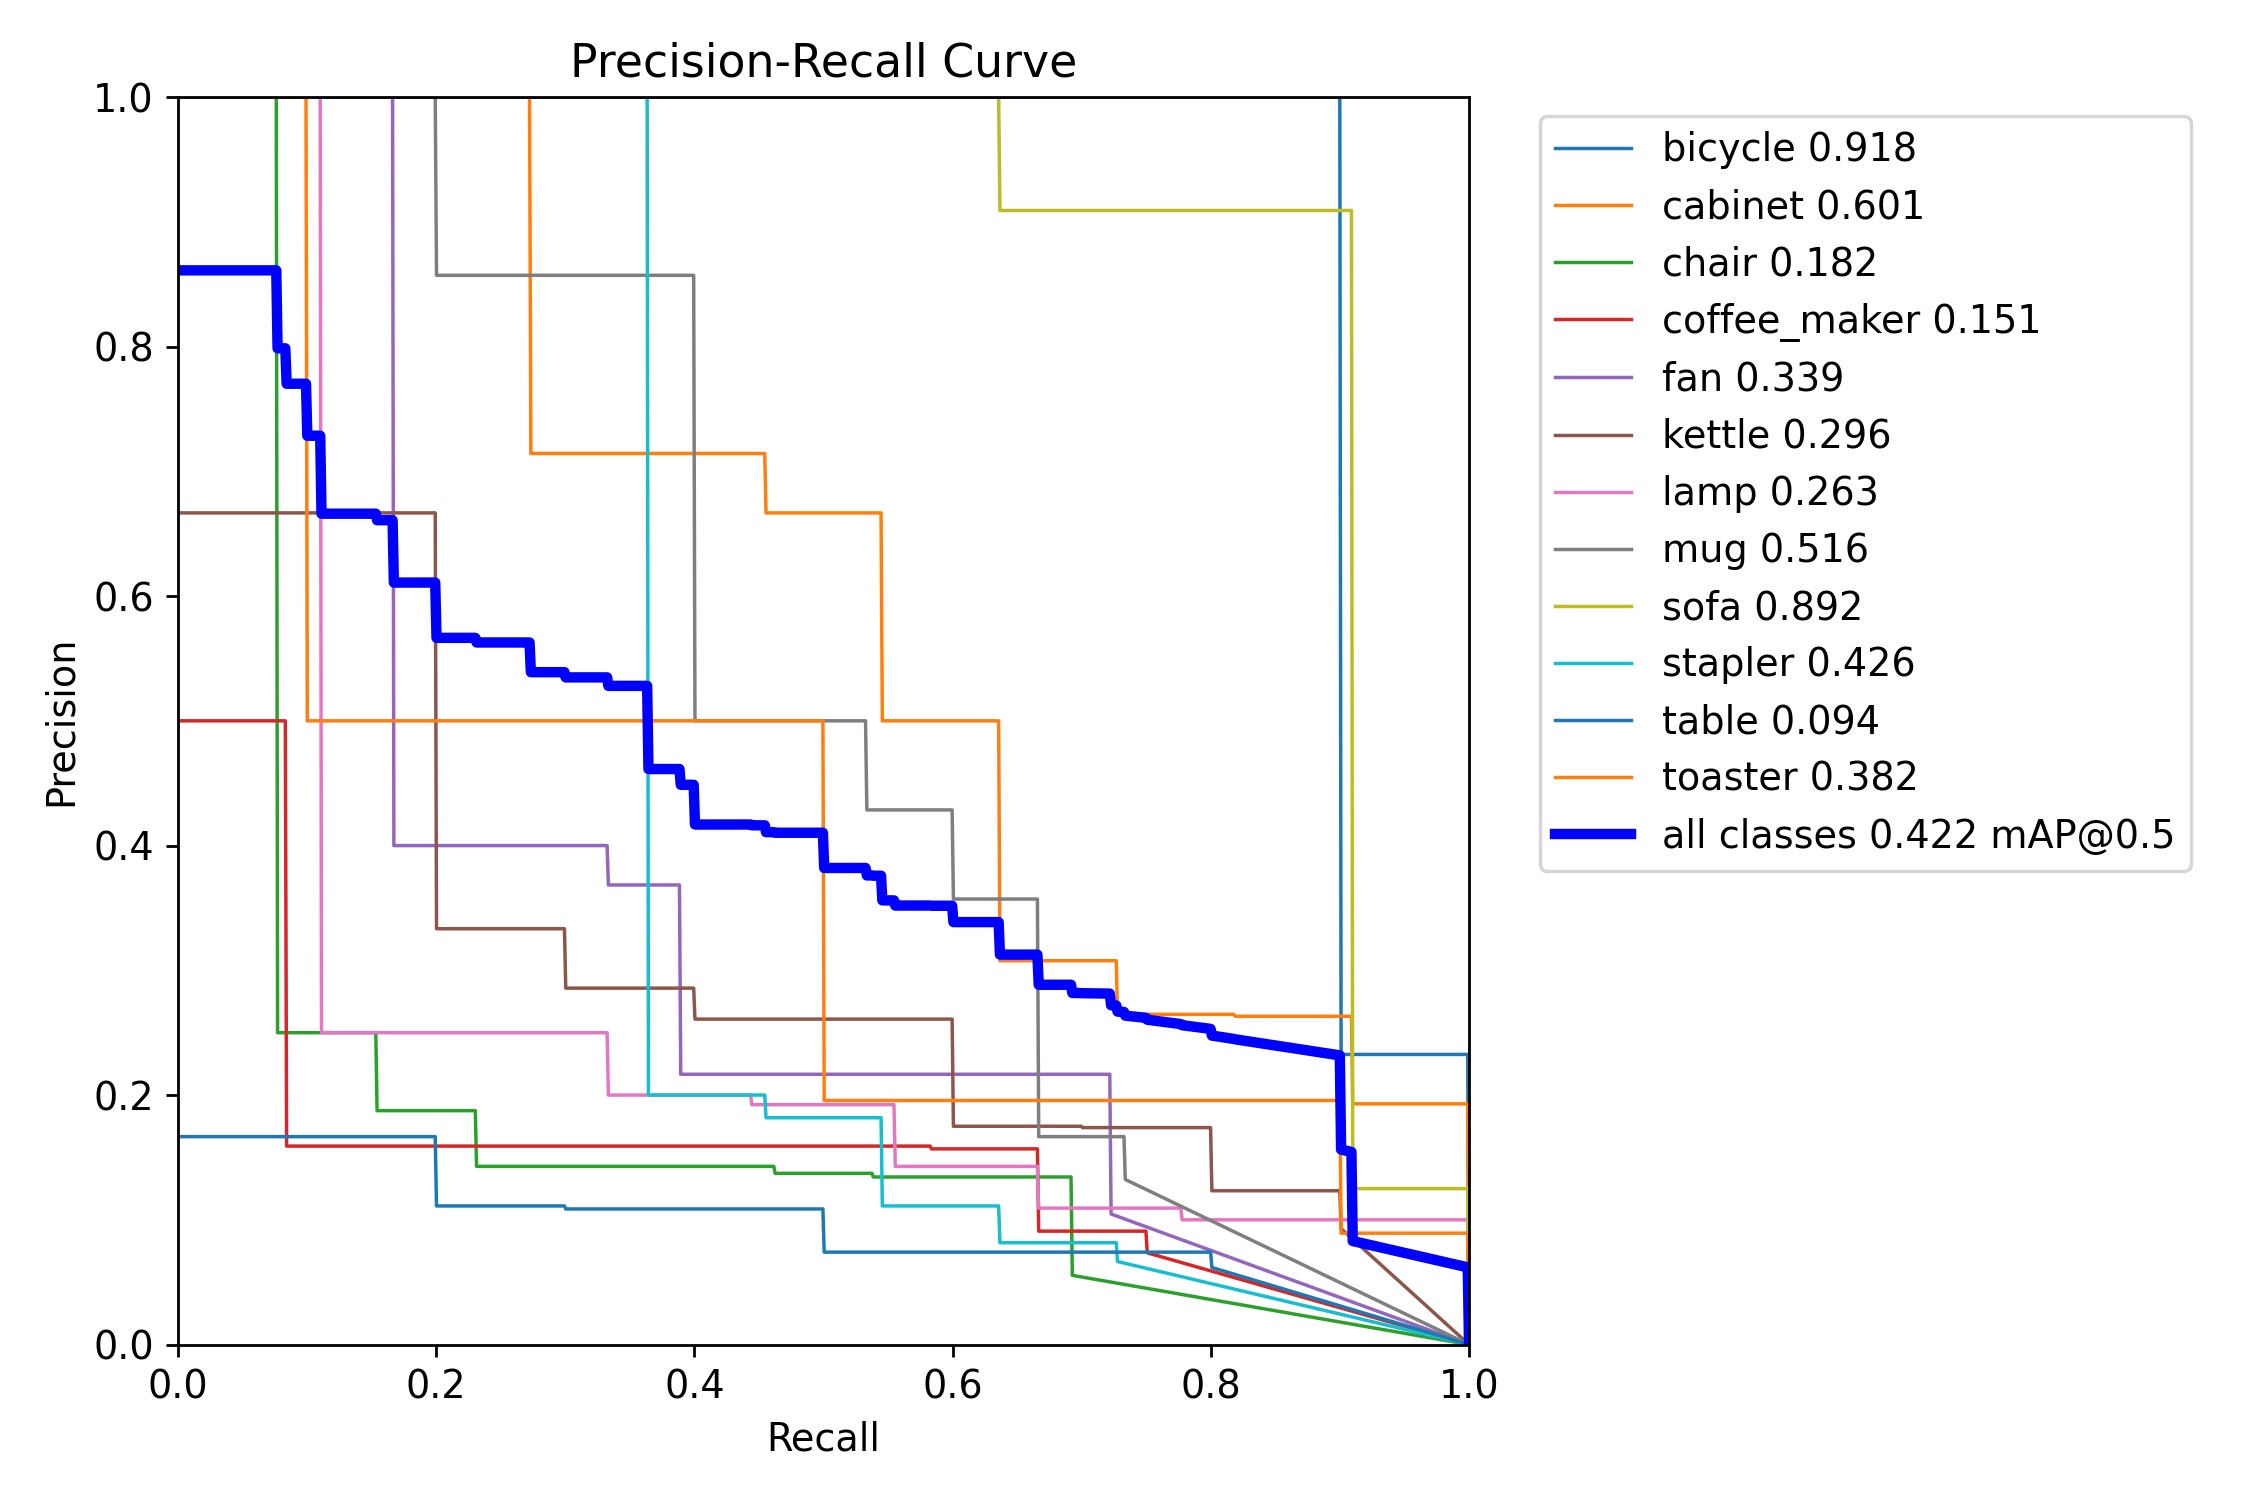 Precision-Recall Curve
1.0
0.8
0.6
0.4
0.2
0.0
Precision
0.0 0.2 0.4 0.6 0.8 1.0
Recall
bicycle 0.918
cabinet 0.601
chair 0.182
coffee_maker 0.151
fan 0.339
kettle 0.296
lamp 0.263
mug 0.516
sofa 0.892
stapler 0.426
table 0.094
toaster 0.382
all classes 0.422 mAP@0.5